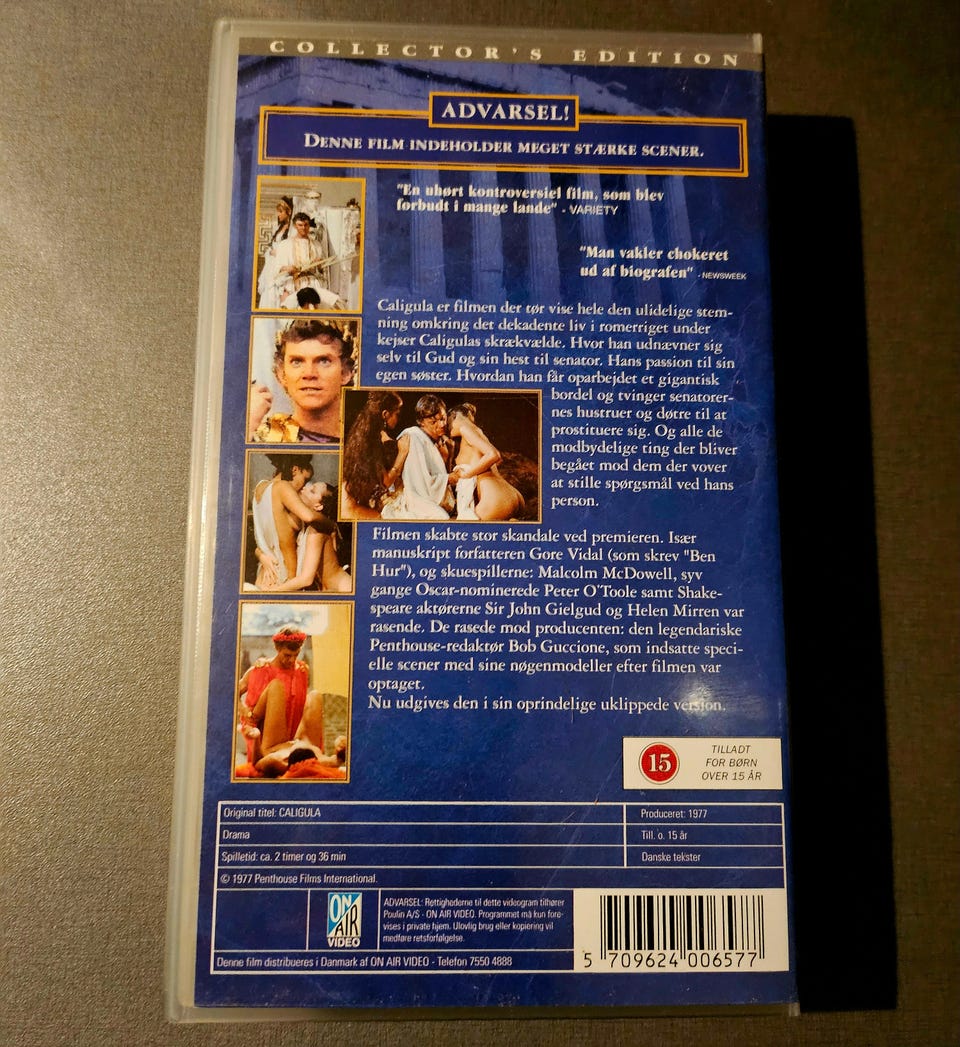 COLLECTOR'S EDITION
ADVARSEL!
DENNE FILM INDEHOLDER MEGET STÆRKE SCENER.
"En uhørt kontroversiel film, som blev
forbudt i mange lande" - VARIETY
"Man vakler chokeret
ud af biografen" - NEWSWEEK
Caligula er filmen der tør vise hele den ulidelige stem-
ning omkring det dekadente liv i romerriget under
kejser Caligulas skrækvælde. Hvor han udnævner sig
selv til Gud og sin hest til senator. Hans passion til sin
egen søster. Hvordan han får oparbejdet et gigantisk
bordel og tvinger senatorer-
nes hustruer og døtre til at
prostituere sig. Og alle de
modbydelige ting der bliver
begået mod dem der vover
at stille spørgsmål ved hans
person.
Filmen skabte stor skandale ved premieren. Især
manuskript forfatteren Gore Vidal (som skrev "Ben
Hur"), og skuespillerne: Malcolm McDowell, syv
gange Oscar-nominerede Peter O'Toole samt Shake-
speare aktørerne Sir John Gielgud og Helen Mirren var
rasende. De rasede mod producenten: den legendariske
Penthouse-redaktør Bob Guccione, som indsatte speci-
elle scener med sine nøgenmodeller efter filmen var
optaget.
Nu udgives den i sin oprindelige uklippede version.
15
TILLADT
FOR BØRN
OVER 15 ÅR
Original titel: CALIGULA
Produceret: 1977
Drama
Till. o. 15 år
Spilletid: ca. 2 timer og 36 min
Danske tekster
© 1977 Penthouse Films International.
ON
AIR
VIDEO
ADVARSEL: Rettighederne til dette videogram tilhører
Poulin A/S - ON AIR VIDEO. Programmet må kun fore-
vises i private hjem. Ulovlig brug eller kopiering vil
medføre retsforfølgelse.
Denne film distribueres i Danmark af ON AIR VIDEO - Telefon 7550 4888
5 709624 006577